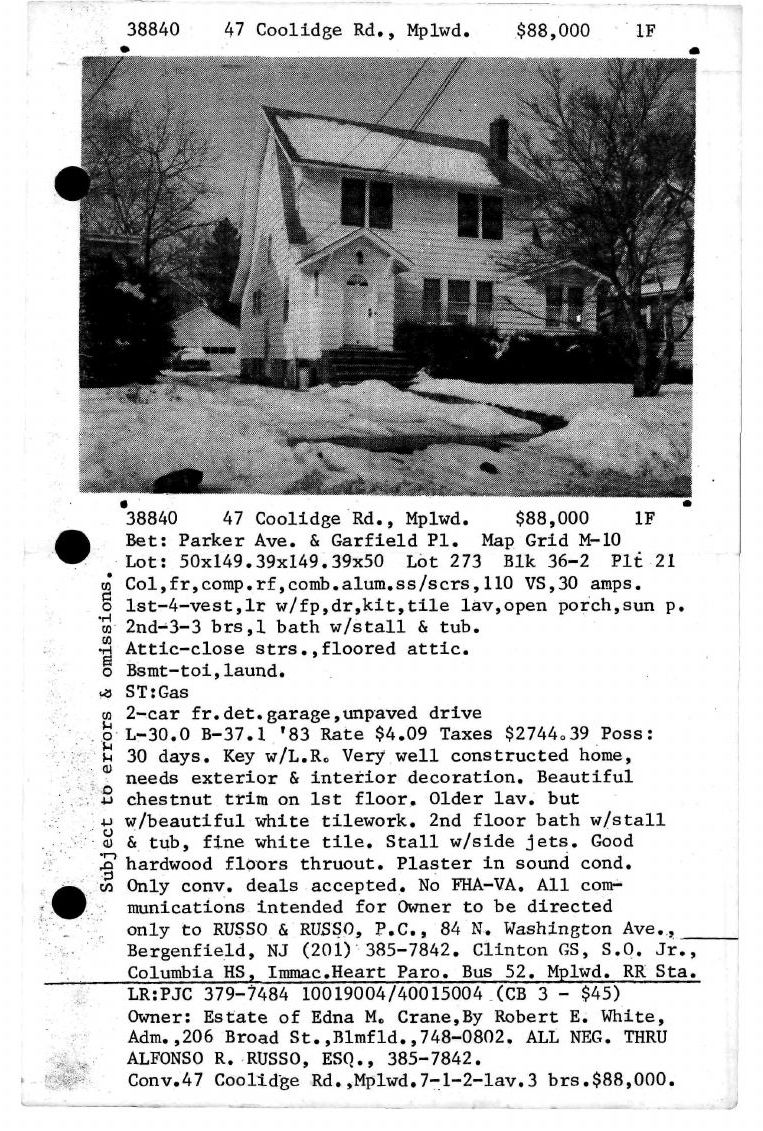 38840 47 Coolidge Rd., Mplwd. $88,000 1F
38840 47 Coolidge Rd., Mplwd. $88,000 1F
Bet: Parker Ave. & Garfield Pl. Map Grid M-10
Lot: 50x149.39x149.39x50 Lot 273 Blk 36-2 Plt 21
Col,fr,comp.rf,comb.alum.ss/scrs,110 VS,30 amps.
1st-4-vest,lr w/fp,dr,kit,tile lav,open porch,sun p.
2nd-3-3 brs,1 bath w/stall & tub.
Attic-close strs.,floored attic.
Bsmt-toi,laund.
ST:Gas
2-car fr.det.garage,unpaved drive
L-30.0 B-37.1 '83 Rate $4.09 Taxes $2744.39 Poss:
30 days. Key w/L.R. Very well constructed home,
needs exterior & interior decoration. Beautiful
chestnut trim on 1st floor. Older lav. but
w/beautiful white tilework. 2nd floor bath w/stall
& tub, fine white tile. Stall w/side jets. Good
hardwood floors thruout. Plaster in sound cond.
Only conv. deals accepted. No FHA-VA. All com-
munications intended for Owner to be directed
only to RUSSO & RUSSO, P.C., 84 N. Washington Ave.,
Bergenfield, NJ (201) 385-7842. Clinton GS, S.O. Jr.,
Columbia HS, Immac.Heart Paro. Bus 52. Mplwd. RR Sta.
LR:PJC 379-7484 10019004/40015004 (CB 3 - $45)
Owner: Estate of Edna M. Crane,By Robert E. White,
Adm.,206 Broad St.,Blmfld.,748-0802. ALL NEG. THRU
ALFONSO R. RUSSO, ESQ., 385-7842.
Conv.47 Coolidge Rd.,Mplwd.7-1-2-lav.3 brs.$88,000.
Subject to errors & omissions.